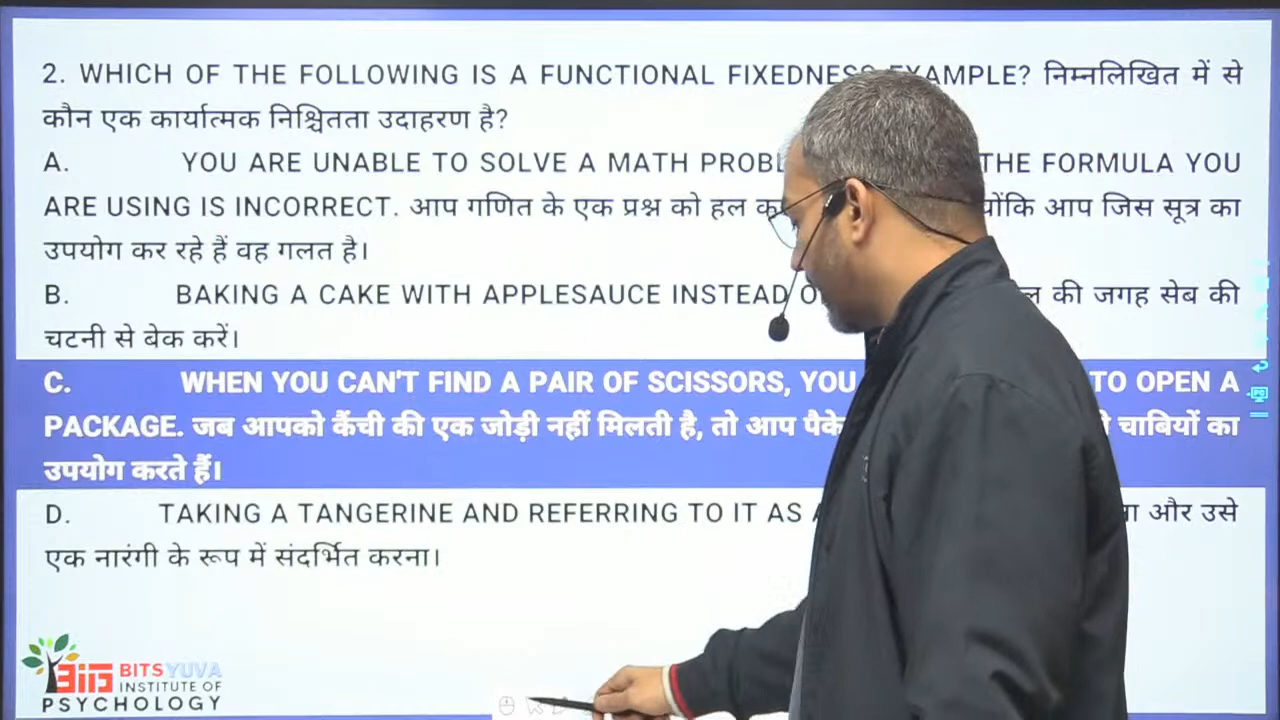 2. WHICH OF THE FOLLOWING IS A FUNCTIONAL FIXEDNESS EXAMPLE? निम्नलिखित में से
कौन एक कार्यात्मक निश्चितता उदाहरण है?
A. YOU ARE UNABLE TO SOLVE A MATH THE FORMULA YOU
ARE USING IS INCORRECT. आप गणित के एक प्रश्न को हल आप जिस सूत्र का
उपयोग कर रहे हैं वह गलत है।
B. BAKING A CAKE WITH APPLESAUCE INSTEAD की जगह सेब की
चटनी से बेक करें।
C. WHEN YOU CAN'T FIND A PAIR OF SCISSORS, YOU TO OPEN A
PACKAGE. जब आपको कैंची की एक जोड़ी नहीं मिलती है, तो आप चाबियों का
उपयोग करते हैं।
D. TAKING A TANGERINE AND REFERRING TO IT AS और उसे
एक नारंगी के रूप में संदर्भित करना।
BITS YUVA
INSTITUTE OF
PSYCHOLOGY